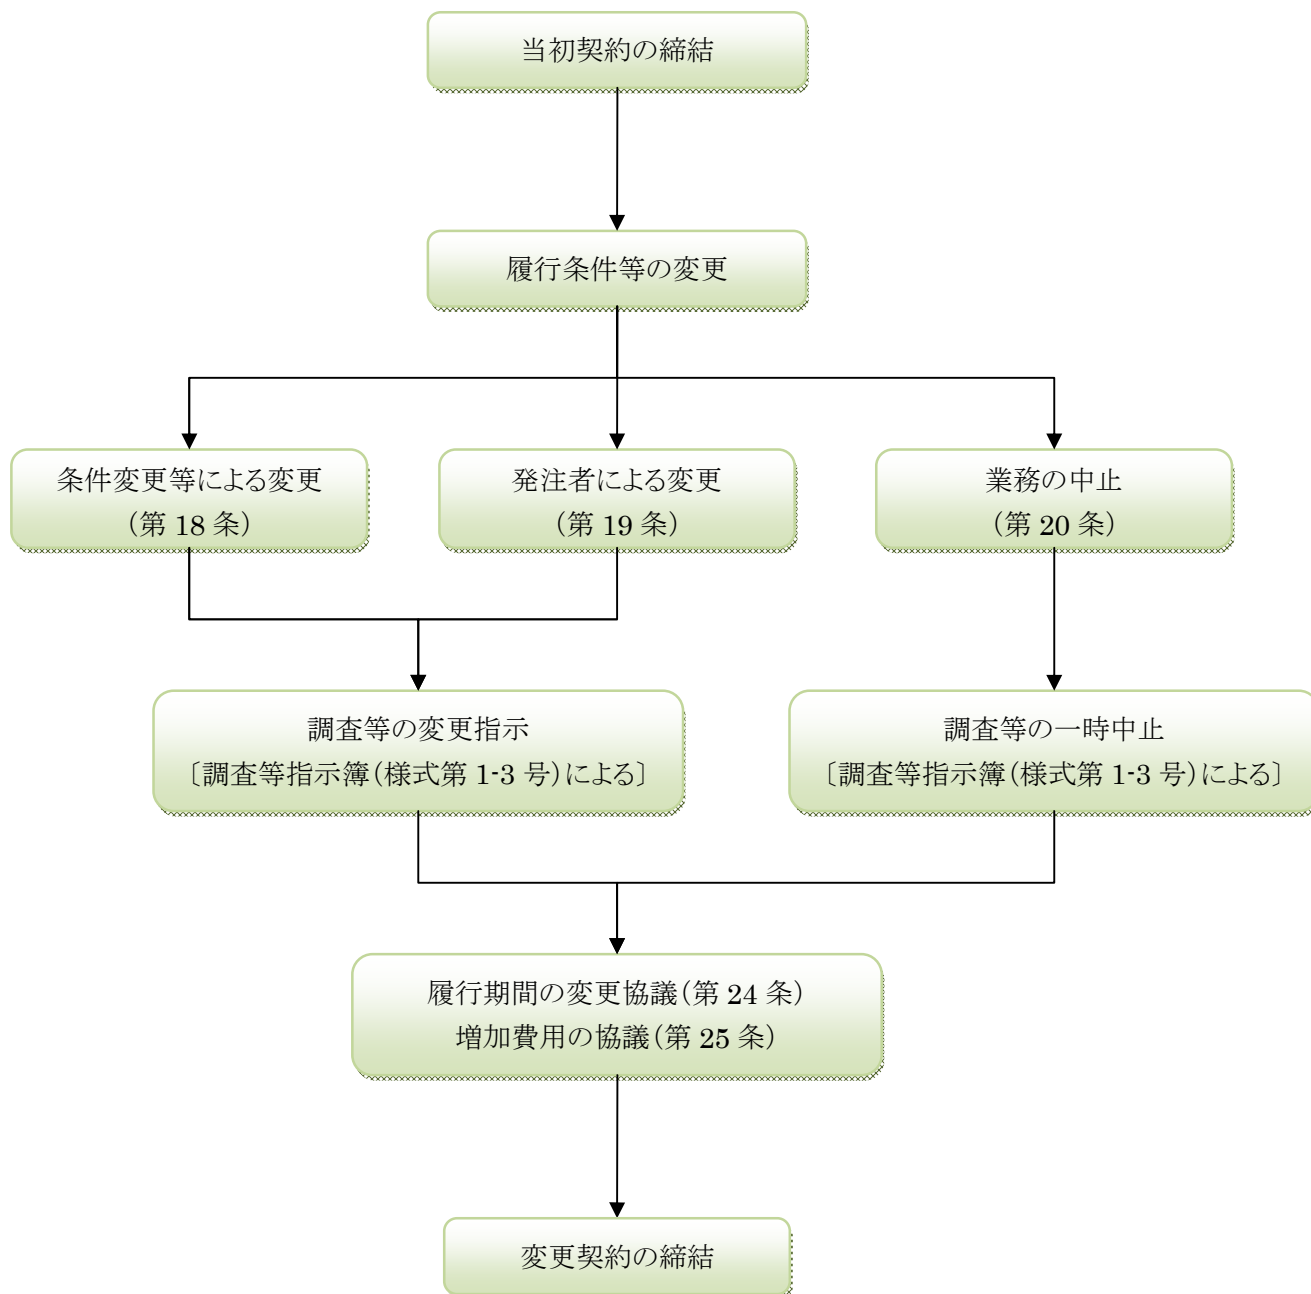 当初契約の締結
履行条件等の変更
条件変更等による変更
(第 18 条)
発注者による変更
(第 19 条)
業務の中止
(第 20 条)
調査等の変更指示
〔調査等指示簿(様式第 1-3 号)による〕
調査等の一時中止
〔調査等指示簿(様式第 1-3 号)による〕
履行期間の変更協議(第 24 条)
増加費用の協議(第 25 条)
変更契約の締結